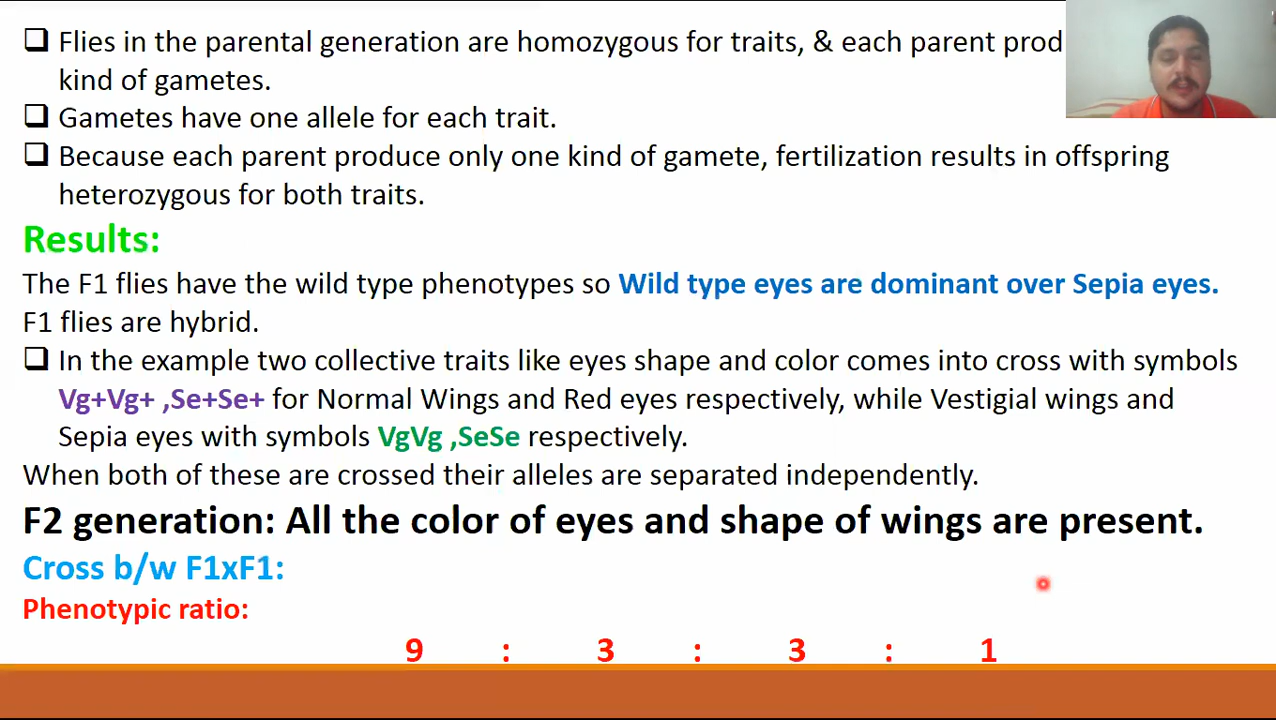 ❑ Flies in the parental generation are homozygous for traits, & each parent prod
kind of gametes.
❑ Gametes have one allele for each trait.
❑ Because each parent produce only one kind of gamete, fertilization results in offspring
heterozygous for both traits.
Results:
The F1 flies have the wild type phenotypes so Wild type eyes are dominant over Sepia eyes.
F1 flies are hybrid.
❑ In the example two collective traits like eyes shape and color comes into cross with symbols
Vg+Vg+ ,Se+Se+ for Normal Wings and Red eyes respectively, while Vestigial wings and
Sepia eyes with symbols VgVg ,SeSe respectively.
When both of these are crossed their alleles are separated independently.
F2 generation: All the color of eyes and shape of wings are present.
Cross b/w F1xF1:
Phenotypic ratio:
9 : 3 : 3 : 1